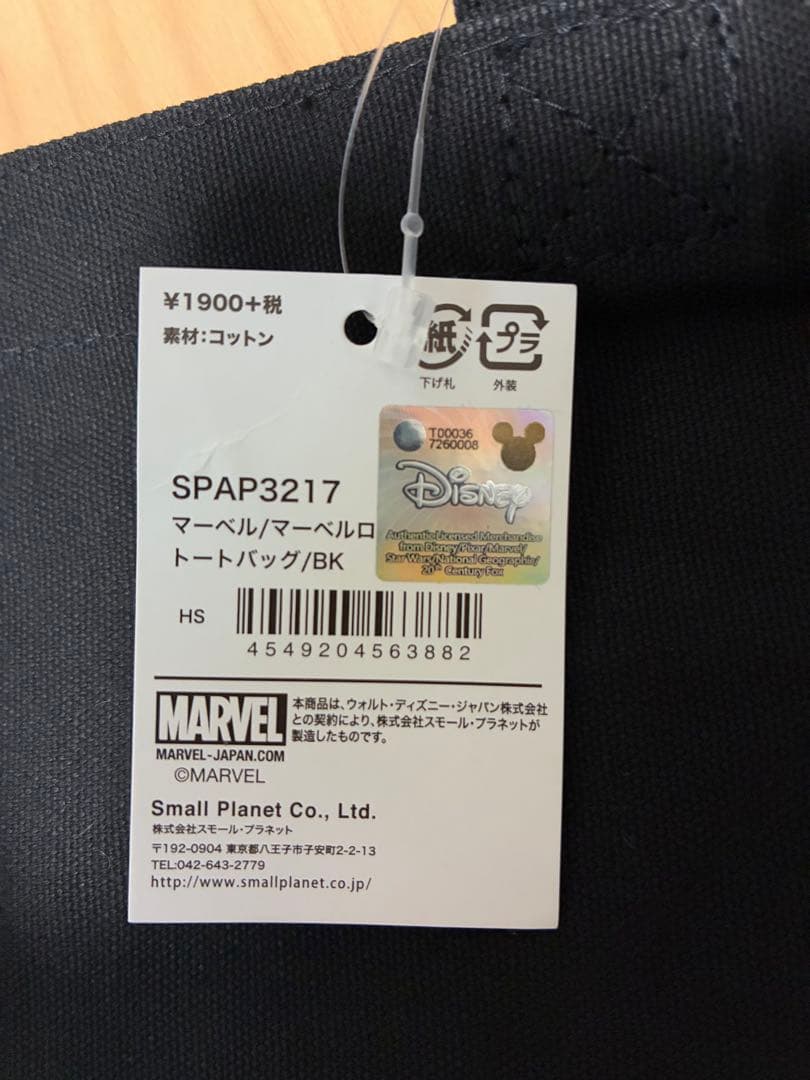 ¥1900+税
素材:コットン
紙
プラ
下げ札
外装
T00036
7260008
Disney
Authentic Licensed Merchandise
from Disney/Pixar/Marvel/
Star Wars/National Geographic/
20th Century Fox
SPAP3217
マーベル/マーベルロ
トートバッグ/BK
HS
4549204563882
MARVEL
MARVEL-JAPAN.COM
©MARVEL
本商品は、ウォルト・ディズニー・ジャパン株式会社
との契約により、株式会社スモール・プラネットが
製造したものです。
Small Planet Co., Ltd.
株式会社スモール・プラネット
〒192-0904 東京都八王子市子安町2-2-13
TEL:042-643-2779
http://www.smallplanet.co.jp/